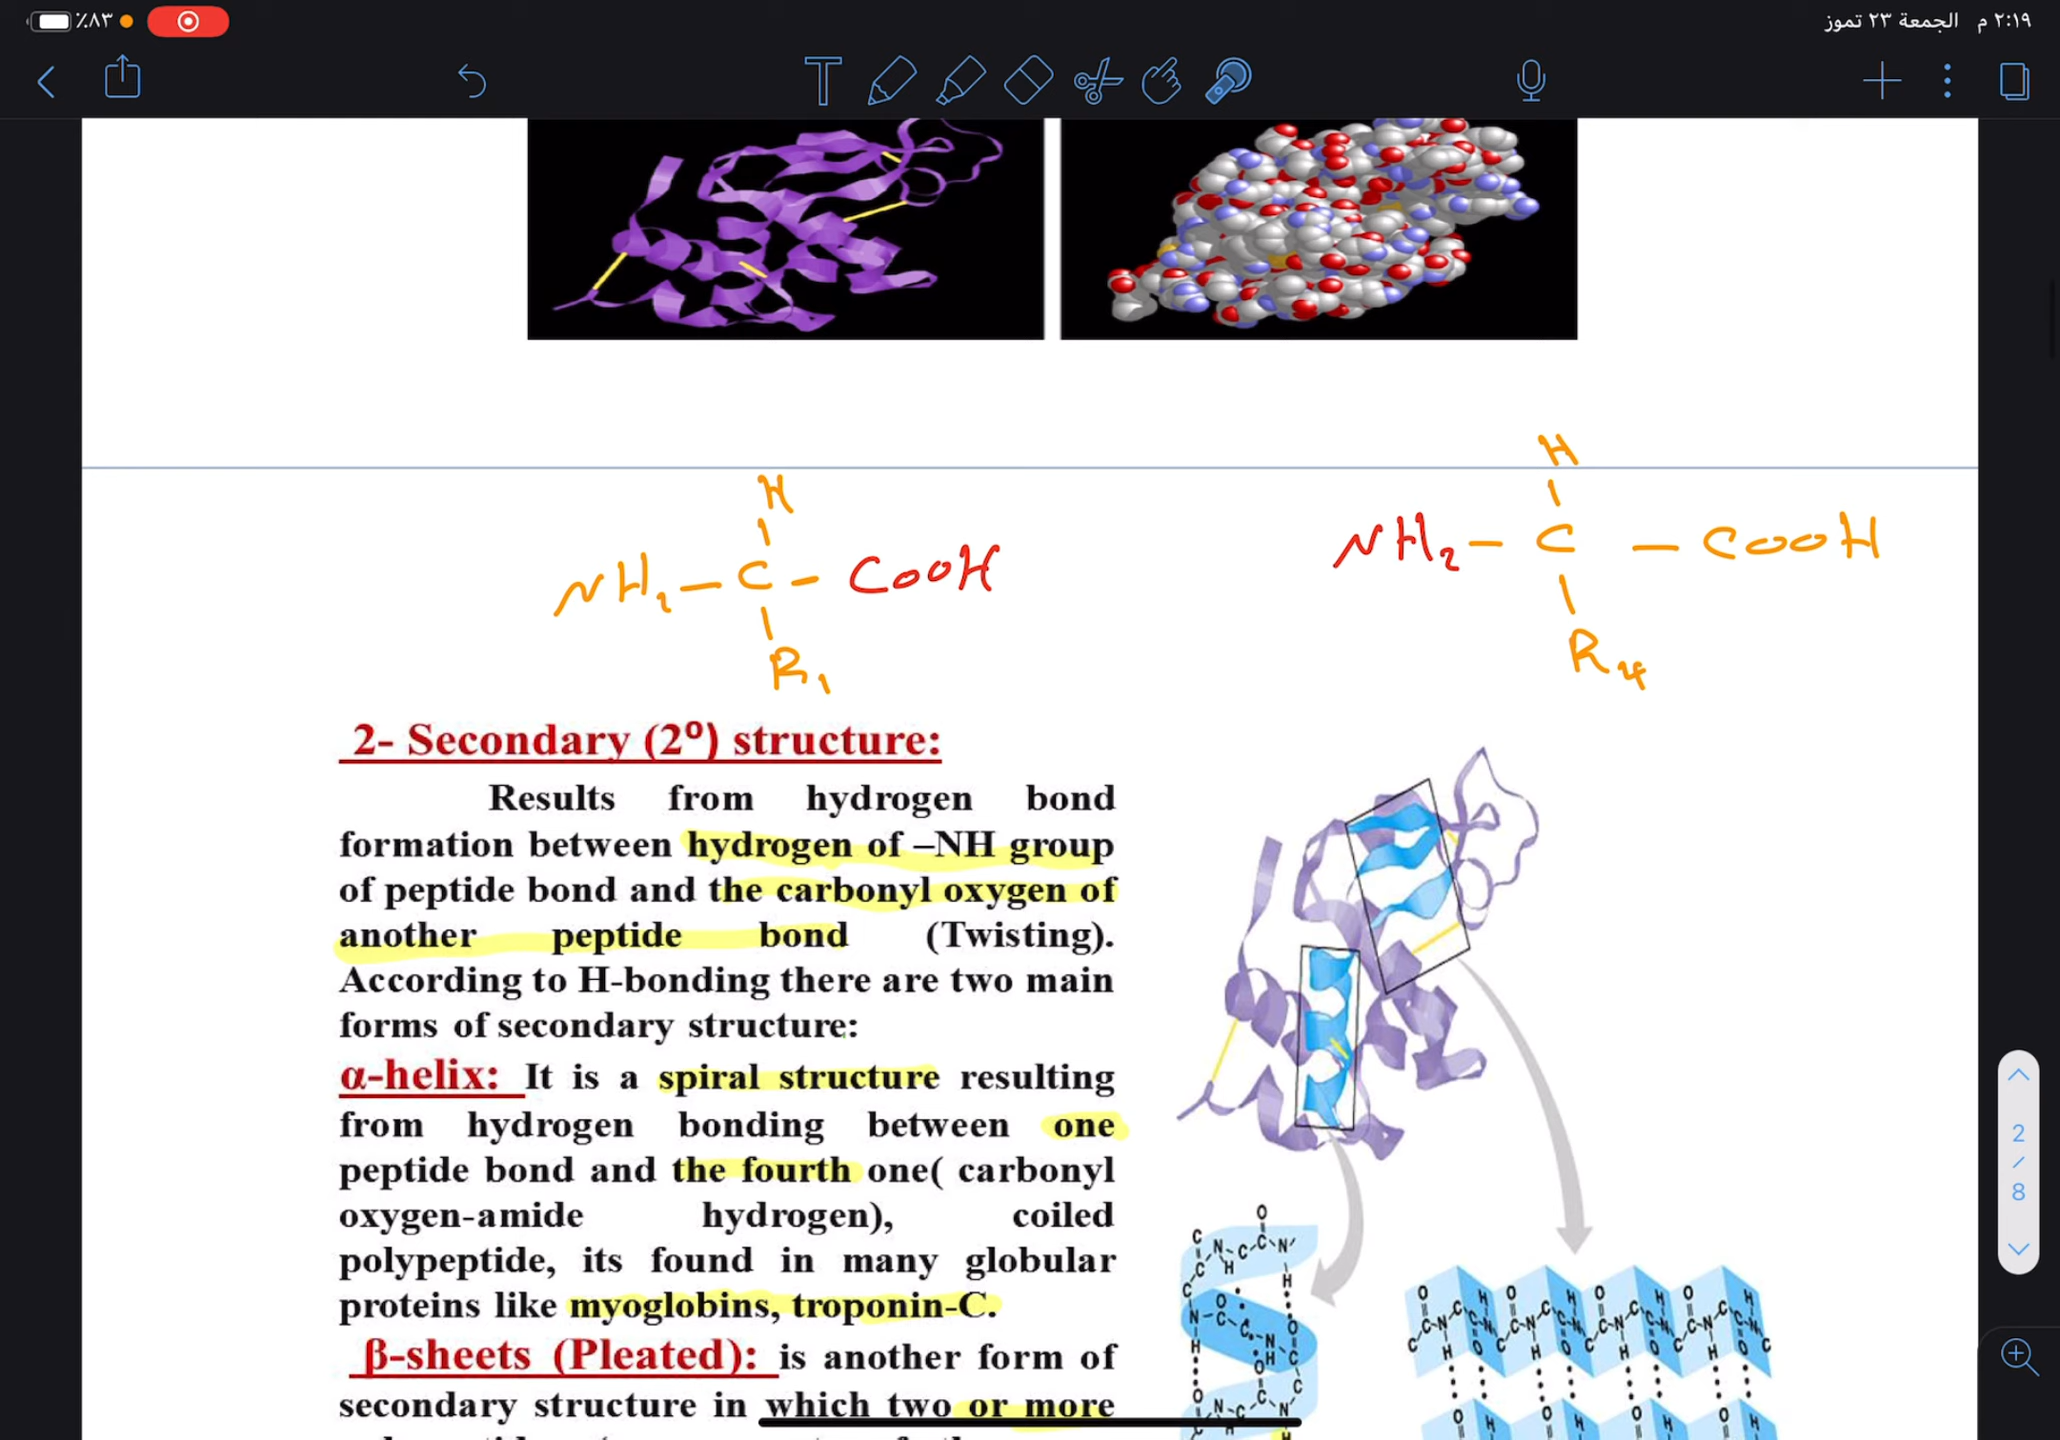 ٪٨٣
٢:١٩ م الجمعة ٢٣ تموز
T
H
NH2 – C – COOH
R1
H
NH2 – C – COOH
R4
2- Secondary (2º) structure:
Results from hydrogen bond
formation between hydrogen of –NH group
of peptide bond and the carbonyl oxygen of
another peptide bond (Twisting).
According to H-bonding there are two main
forms of secondary structure:
α-helix: It is a spiral structure resulting
from hydrogen bonding between one
peptide bond and the fourth one( carbonyl
oxygen-amide hydrogen), coiled
polypeptide, its found in many globular
proteins like myoglobins, troponin-C.
β-sheets (Pleated): is another form of
secondary structure in which two or more
2
/
8